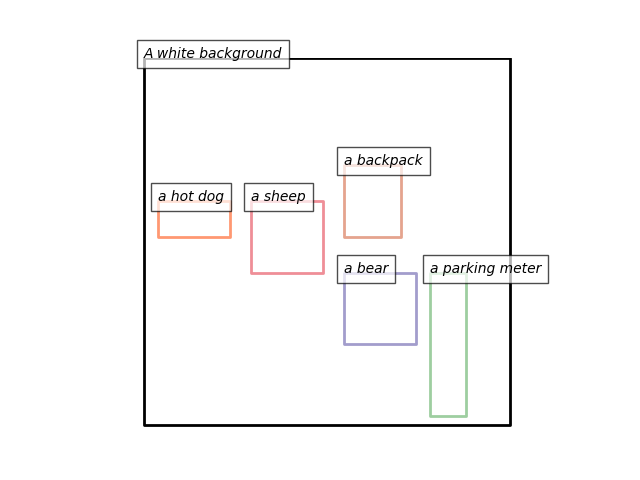 A white background
a backpack
a hot dog
a sheep
a bear
a parking meter